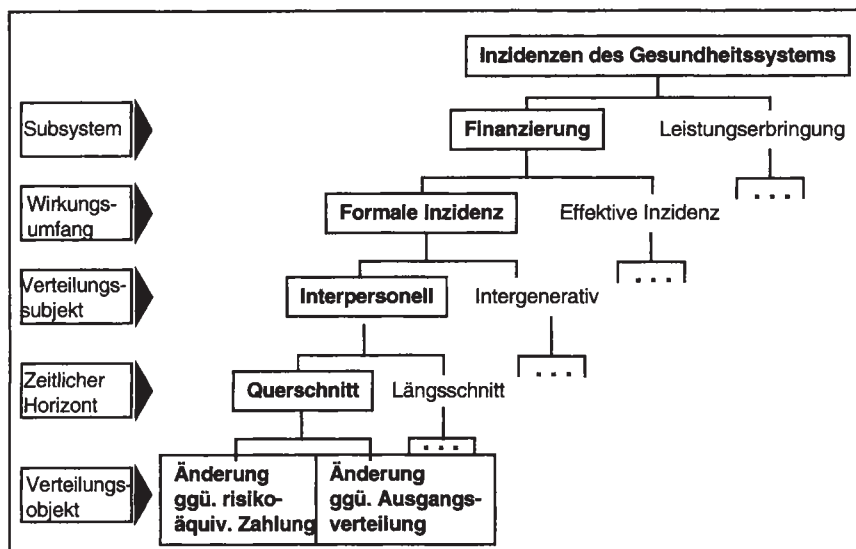 Inzidenzen des Gesundheitssystems
Subsystem
Finanzierung
Leistungserbringung
...
Wirkungs-
umfang
Formale Inzidenz
Effektive Inzidenz
...
Verteilungs-
subjekt
Interpersonell
Intergenerativ
...
Zeitlicher
Horizont
Querschnitt
Längsschnitt
...
Verteilungs-
objekt
Änderung
ggü. risiko-
äquiv. Zahlung
Änderung
ggü. Ausgangs-
verteilung